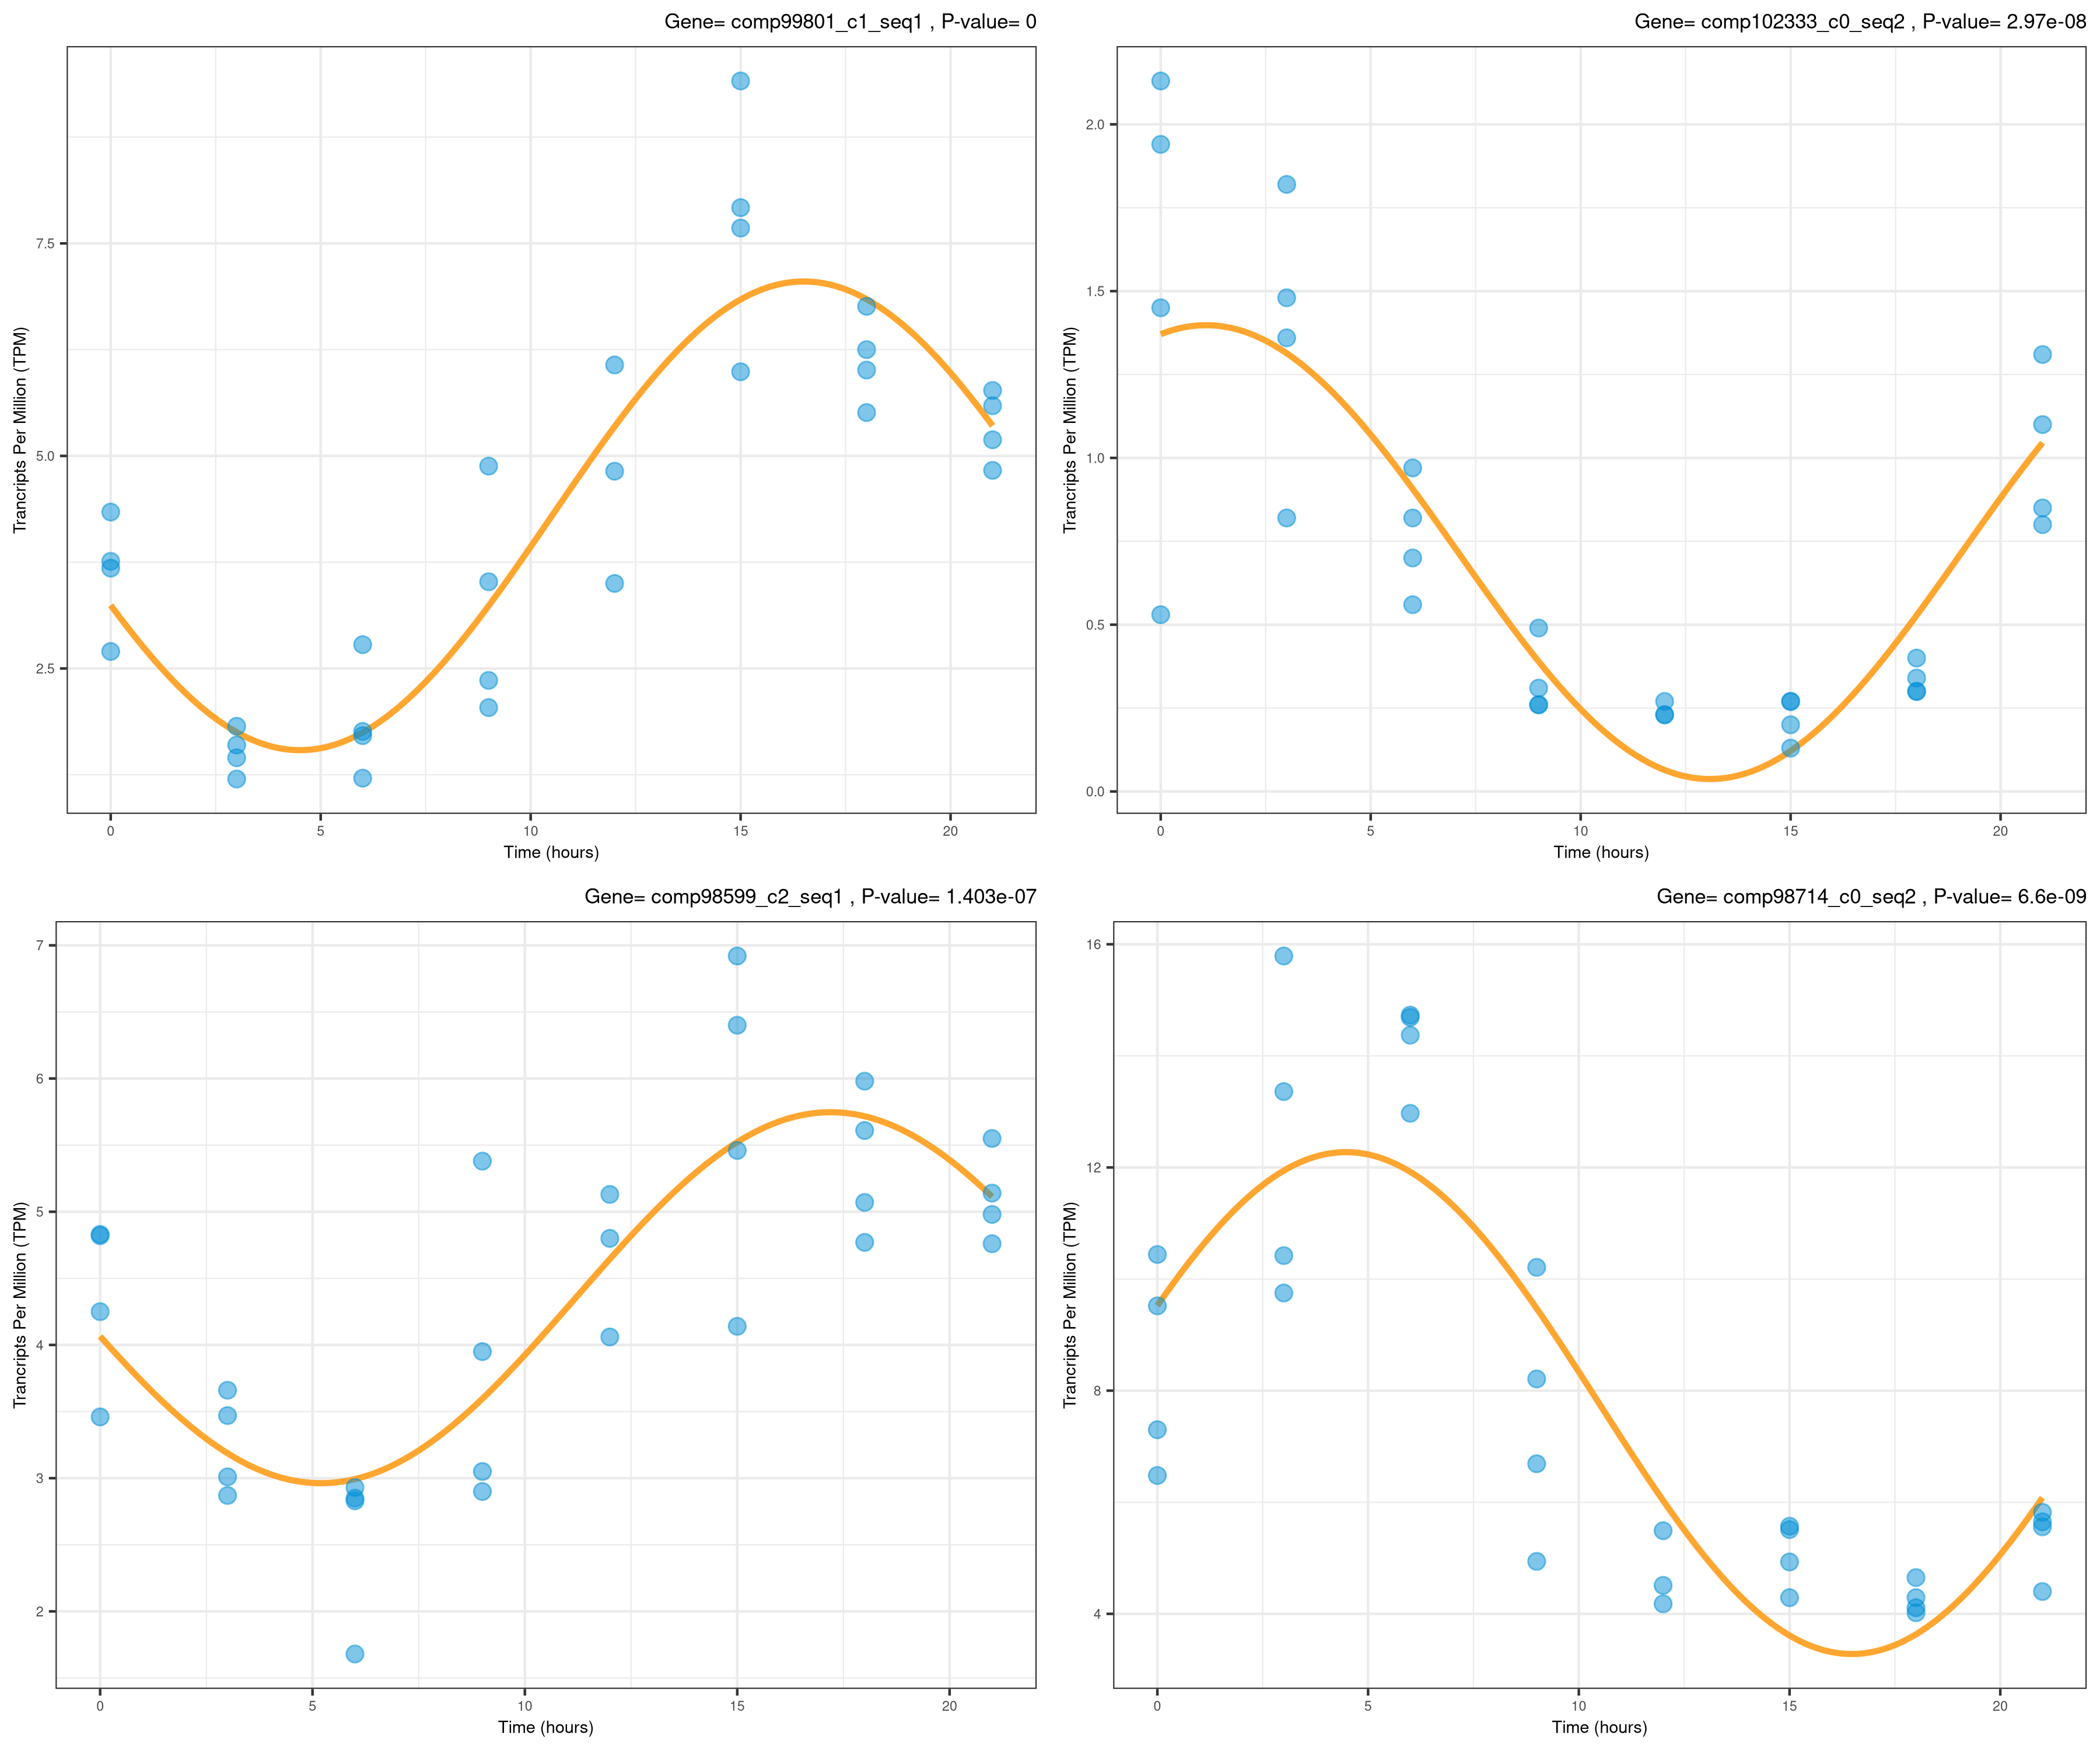 Gene= comp99801_c1_seq1 , P-value= 0
Trancripts Per Million (TPM)
7.5
5.0
2.5
0 5 10 15 20
Time (hours)
Gene= comp102333_c0_seq2 , P-value= 2.97e-08
Trancripts Per Million (TPM)
2.0
1.5
1.0
0.5
0.0
0 5 10 15 20
Time (hours)
Gene= comp98599_c2_seq1 , P-value= 1.403e-07
Trancripts Per Million (TPM)
7
6
5
4
3
2
0 5 10 15 20
Time (hours)
Gene= comp98714_c0_seq2 , P-value= 6.6e-09
Trancripts Per Million (TPM)
16
12
8
4
0 5 10 15 20
Time (hours)